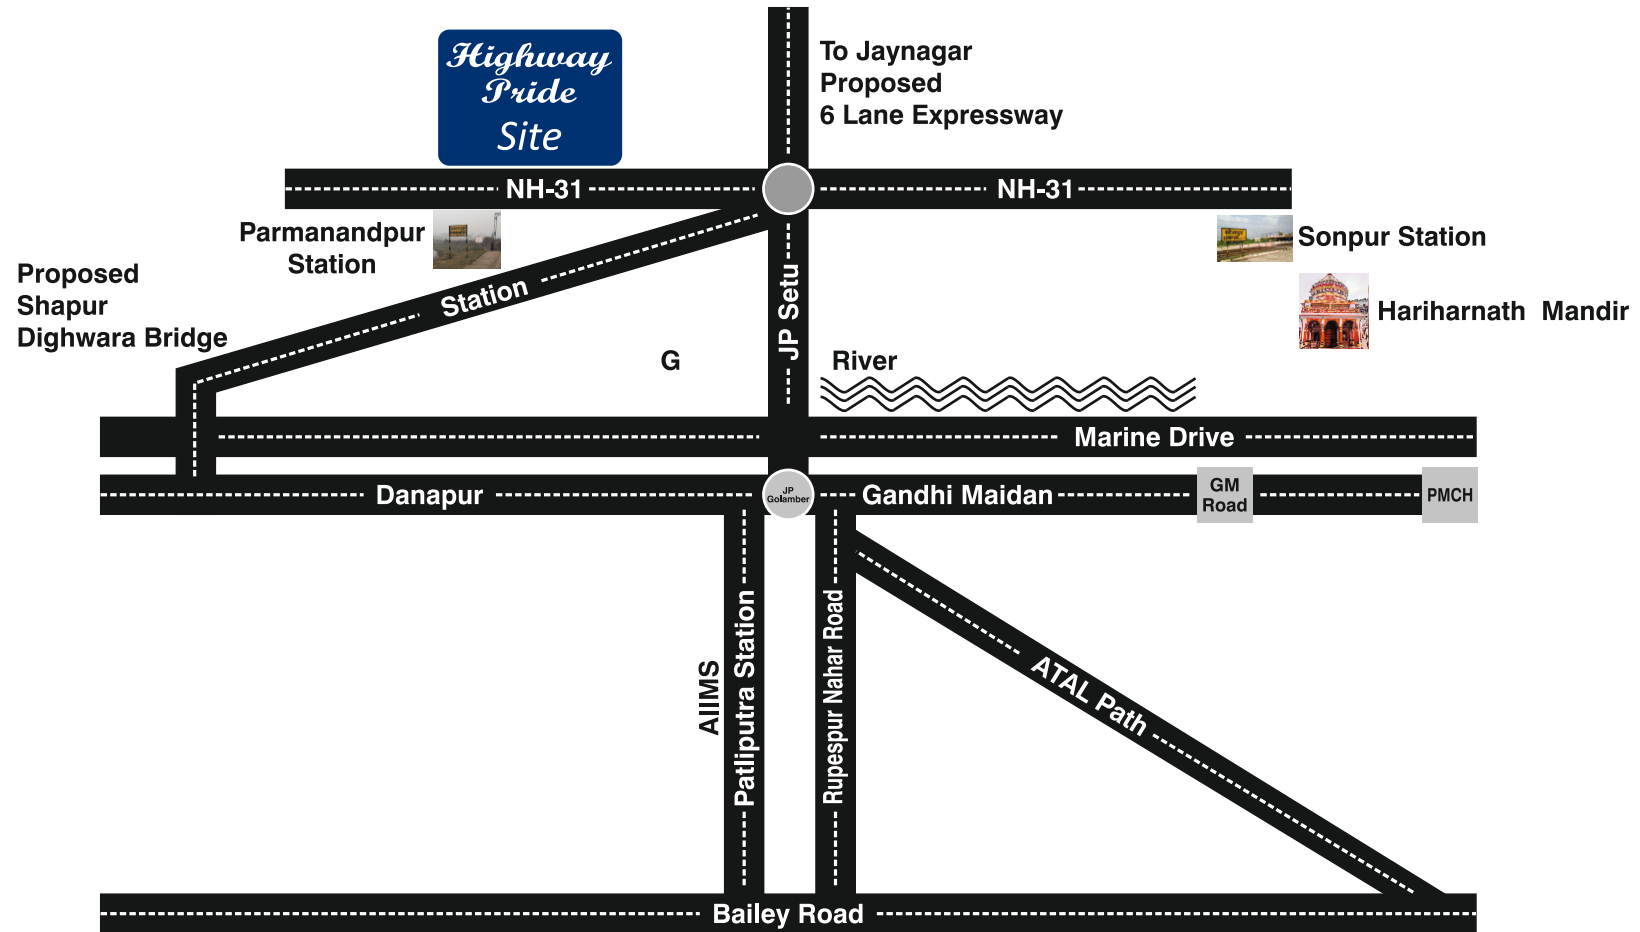 Highway
Pride
Site
To Jaynagar
Proposed
6 Lane Expressway
NH-31
NH-31
Parmanandpur
Station
Sonpur Station
Proposed
Shapur
Dighwara Bridge
Station
JP Setu
Hariharnath Mandir
G
River
Marine Drive
Danapur
JP
Golamber
Gandhi Maidan
GM
Road
PMCH
AIIMS
Patliputra Station
Rupespur Nahar Road
ATAL Path
Bailey Road